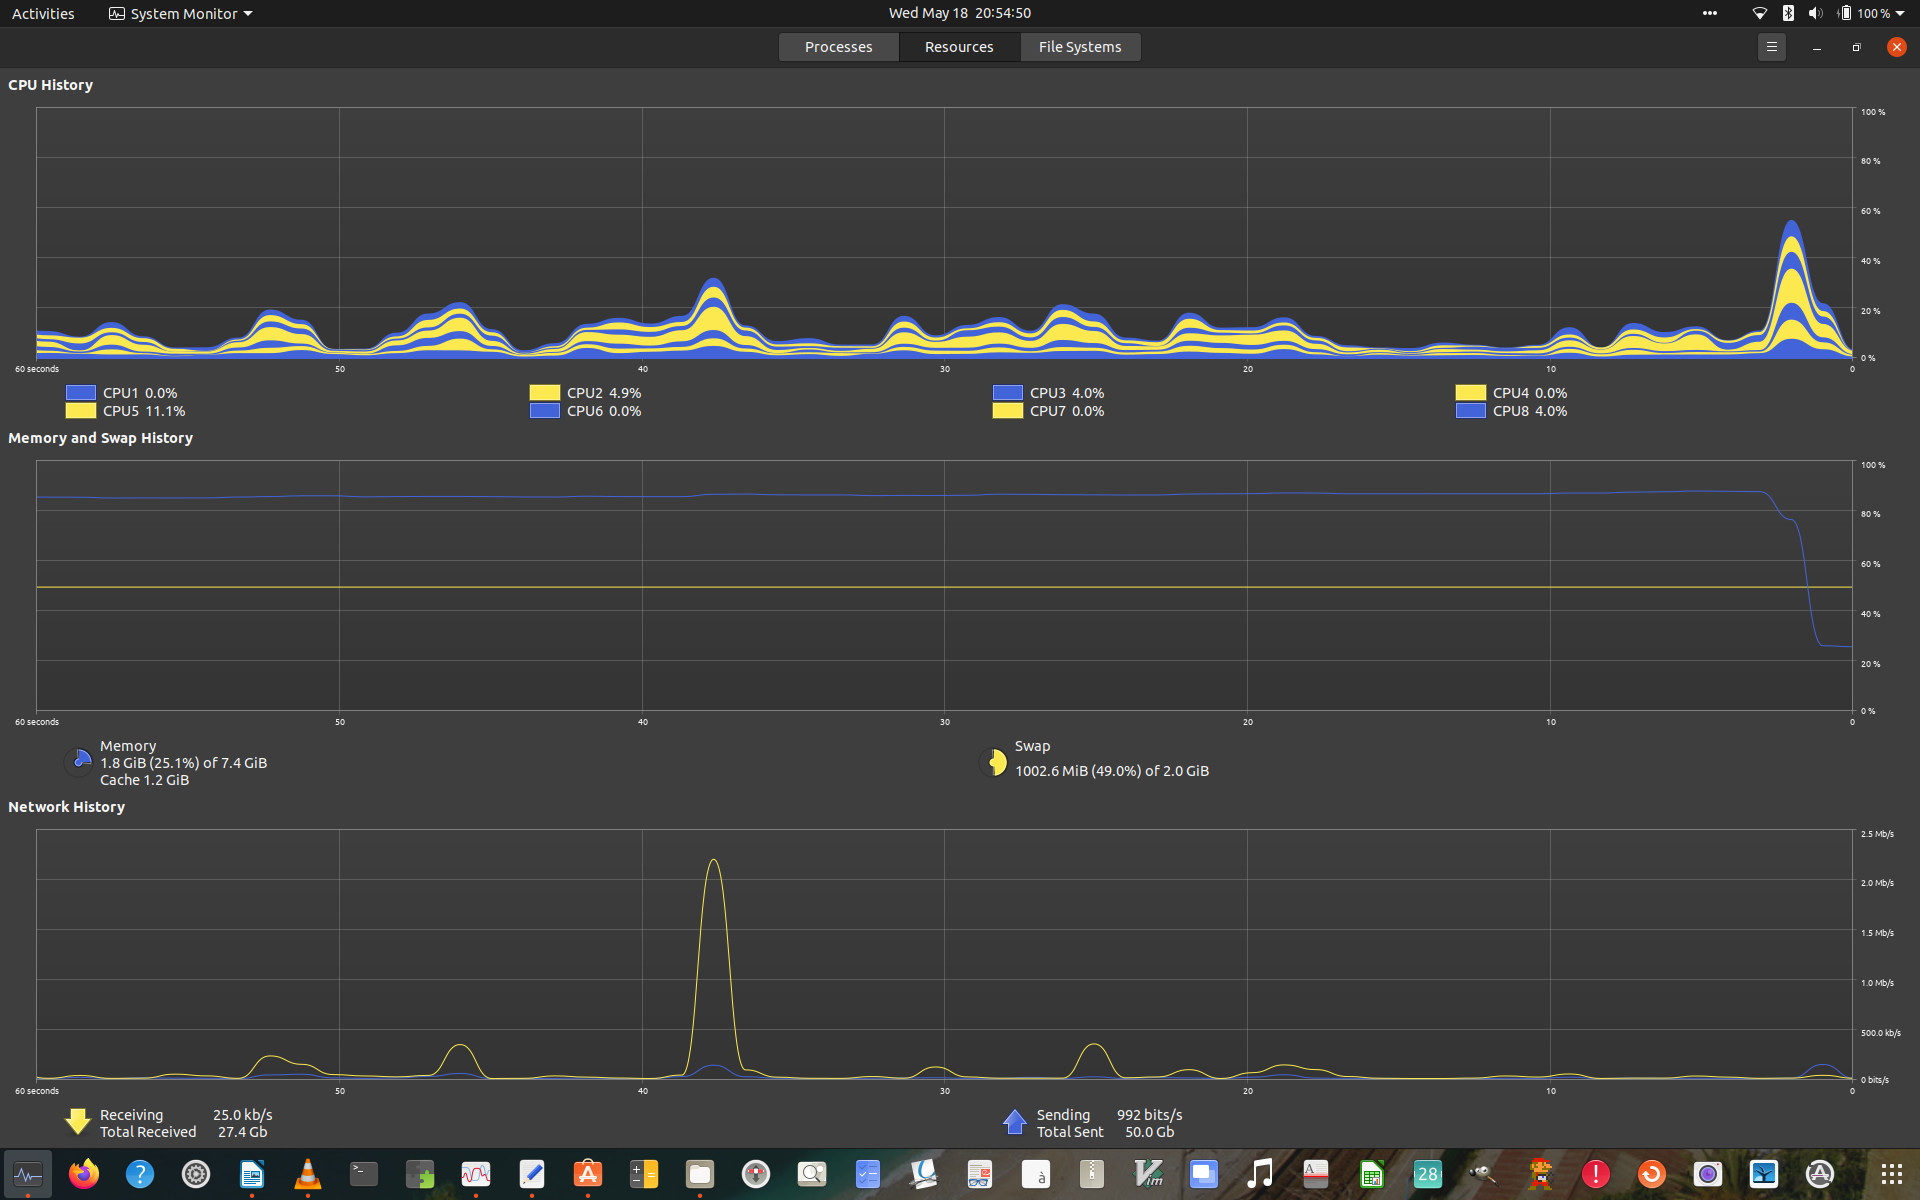 Activities System Monitor Wed May 18 20:54:50 100 %
Processes Resources File Systems
CPU History
100 %
80 %
60 %
40 %
20 %
0 %
60 seconds 50 40 30 20 10 0
CPU1 0.0% CPU2 4.9% CPU3 4.0% CPU4 0.0%
CPU5 11.1% CPU6 0.0% CPU7 0.0% CPU8 4.0%
Memory and Swap History
100 %
80 %
60 %
40 %
20 %
0 %
60 seconds 50 40 30 20 10 0
Memory
1.8 GiB (25.1%) of 7.4 GiB
Cache 1.2 GiB
Swap
1002.6 MiB (49.0%) of 2.0 GiB
Network History
2.5 Mb/s
2.0 Mb/s
1.5 Mb/s
1.0 Mb/s
500.0 kb/s
0 bits/s
60 seconds 50 40 30 20 10 0
Receiving 25.0 kb/s
Total Received 27.4 Gb
Sending 992 bits/s
Total Sent 50.0 Gb
? >_ à Vim A 28 !